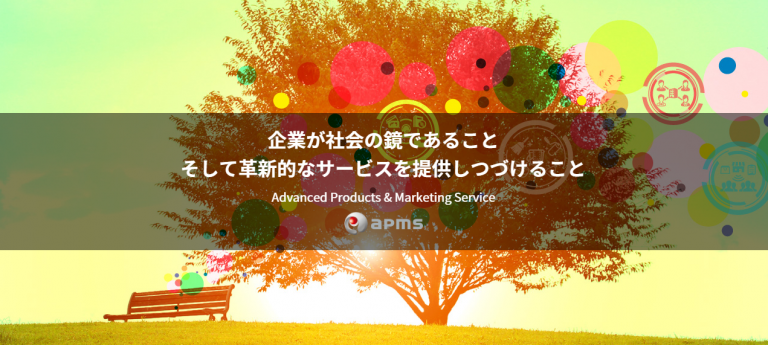 企業が社会の鏡であること
そして革新的なサービスを提供しつづけること
Advanced Products & Marketing Service
apms